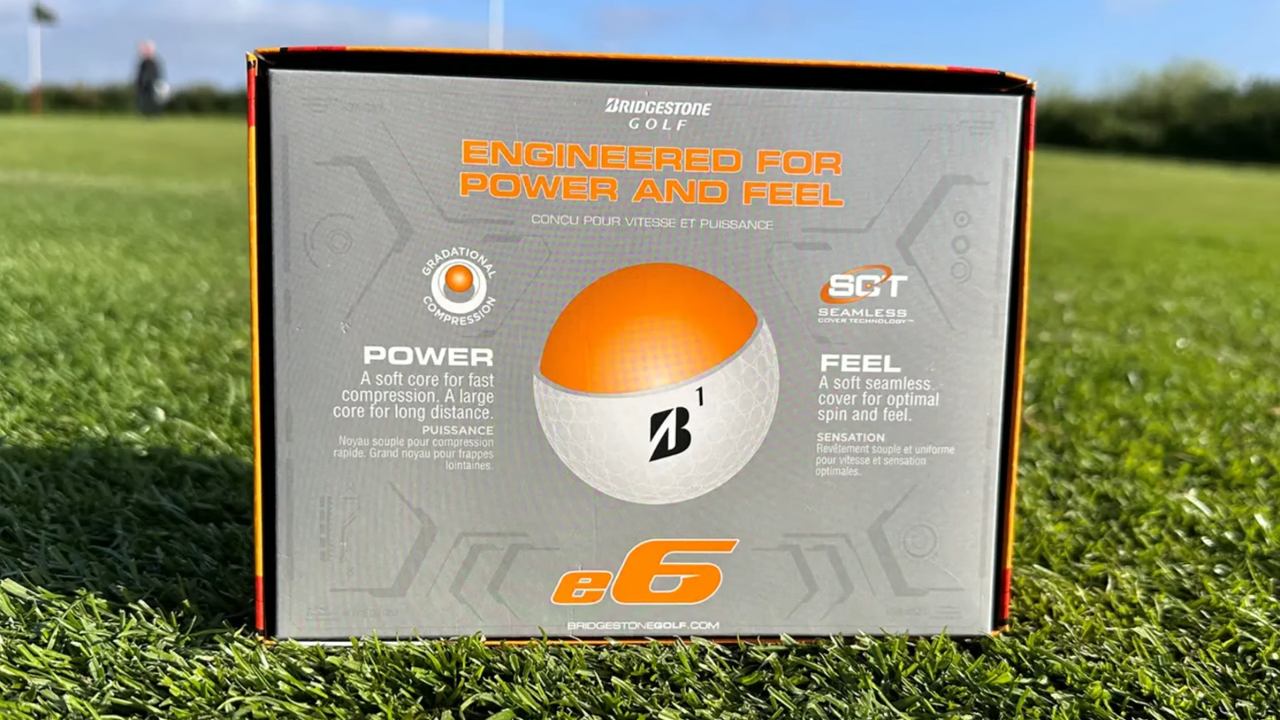 BRIDGESTONE
GOLF
ENGINEERED FOR
POWER AND FEEL
CONCU POUR VITESSE ET PUISSANCE
GRADATIONAL
COMPRESSION
POWER
A soft core for fast
compression. A large
core for long distance.
PUISSANCE
Noyau souple pour compression
rapide. Grand noyau pour frappes
lointaines.
1
B
SCT
SEAMLESS
COVER TECHNOLOGY™
FEEL
A soft seamless
cover for optimal
spin and feel.
SENSATION
Revêtement souple et uniforme
pour vitesse et sensation
optimales.
e6
BRIDGESTONEGOLF.COM